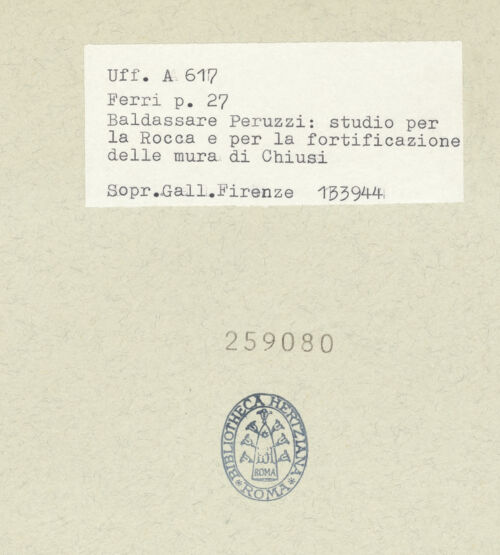 Uff. A 617
Ferri p. 27
Baldassare Peruzzi: studio per
la Rocca e per la fortificazione
delle mura di Chiusi
Sopr.Gall.Firenze 133944
259080
BIBLIOTHECA HERTZIANA
ROMA
* ROMA *